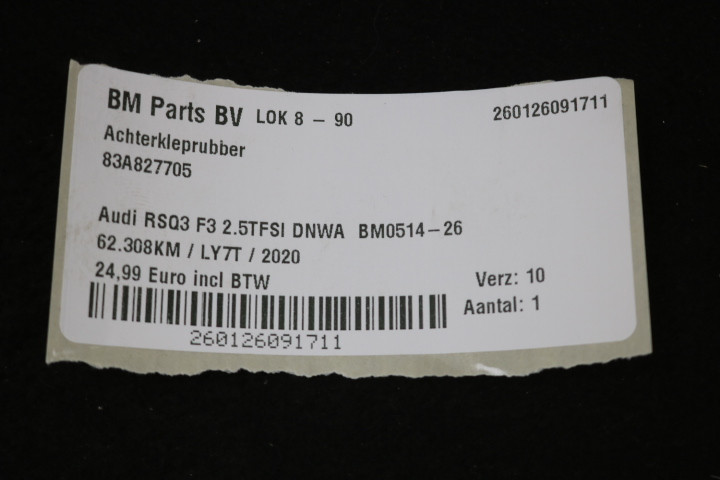 BM Parts BV LOK 8 - 90 260126091711
Achterkleprubber
83A827705
Audi RSQ3 F3 2.5TFSI DNWA BM0514-26
62.308KM / LY7T / 2020
24,99 Euro incl BTW Verz: 10
Aantal: 1
260126091711